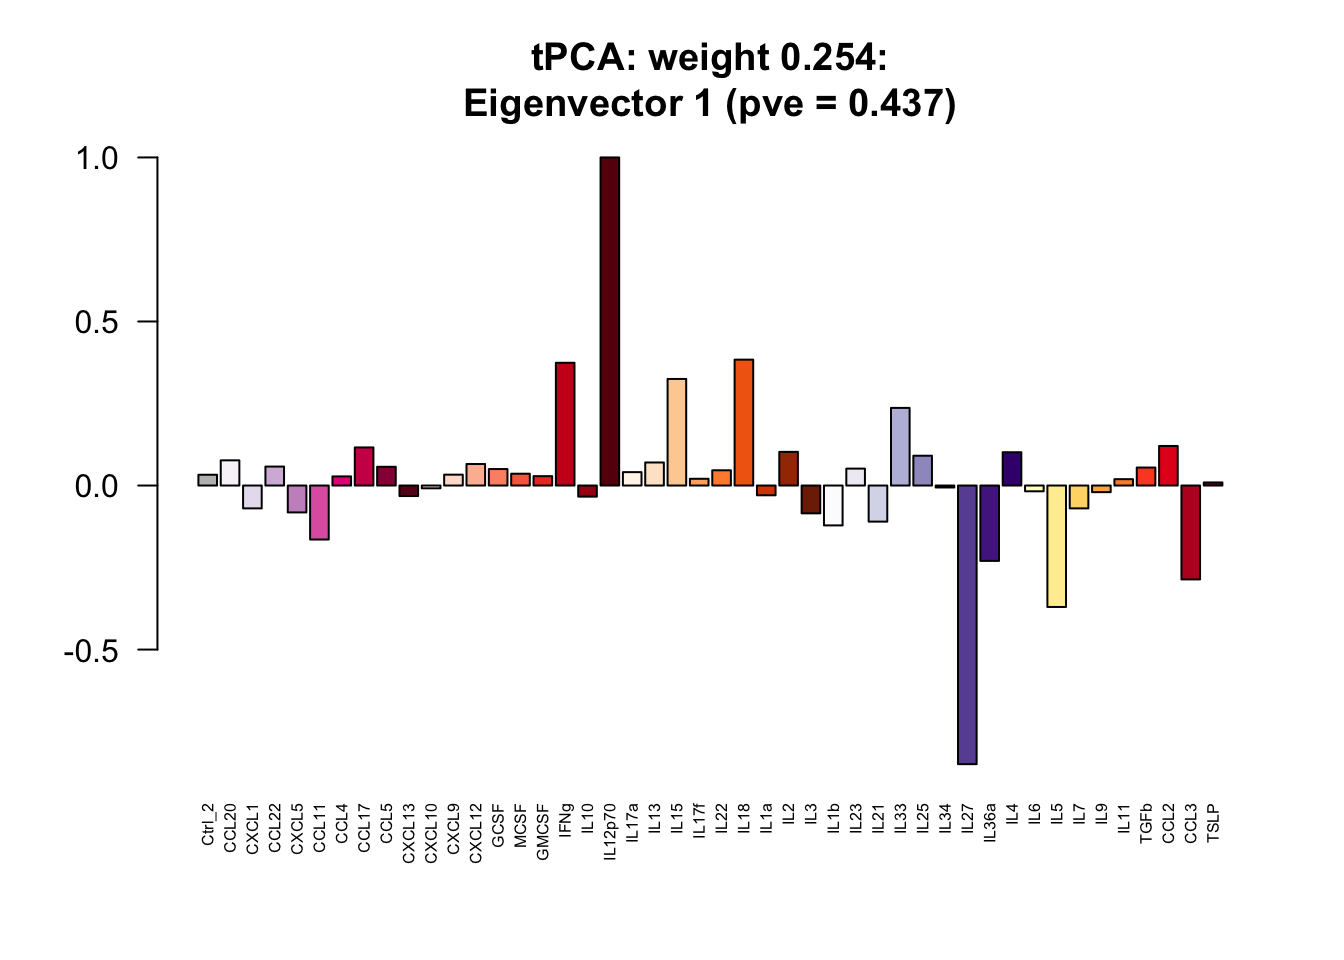 tPCA: weight 0.254:
Eigenvector 1 (pve = 0.437)
1.0
0.5
0.0
-0.5
Ctrl_2
CCL20
CXCL1
CCL22
CXCL5
CCL11
CCL4
CCL17
CCL5
CXCL13
CXCL10
CXCL9
CXCL12
GCSF
MCSF
GMCSF
IFNg
IL10
IL12p70
IL17a
IL13
IL15
IL17f
IL22
IL18
IL1a
IL2
IL3
IL1b
IL23
IL21
IL33
IL25
IL34
IL27
IL36a
IL4
IL6
IL5
IL7
IL9
IL11
TGFb
CCL2
CCL3
TSLP